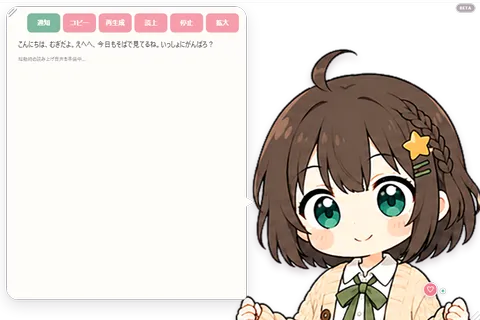 BETA
通知 コピー 再生成 読上 停止 拡大
こんにちは、むぎだよ。えへへ、今日もそばで見てるね。いっしょにがんばろ？